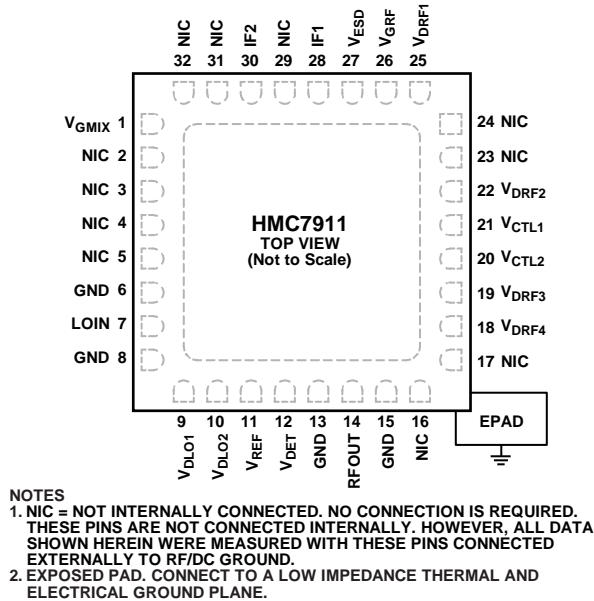 NIC
NIC
IF2
NIC
IF1
VESD
VGRF
VDRF1
32 31 30 29 28 27 26 25
VGMIX 1
NIC 2
NIC 3
NIC 4
NIC 5
GND 6
LOIN 7
GND 8
HMC7911
TOP VIEW
(Not to Scale)
24 NIC
23 NIC
22 VDRF2
21 VCTL1
20 VCTL2
19 VDRF3
18 VDRF4
17 NIC
9 10 11 12 13 14 15 16
VDLO1
VDLO2
VREF
VDET
GND
RFOUT
GND
NIC
EPAD
NOTES
1. NIC = NOT INTERNALLY CONNECTED. NO CONNECTION IS REQUIRED.
THESE PINS ARE NOT CONNECTED INTERNALLY. HOWEVER, ALL DATA
SHOWN HEREIN WERE MEASURED WITH THESE PINS CONNECTED
EXTERNALLY TO RF/DC GROUND.
2. EXPOSED PAD. CONNECT TO A LOW IMPEDANCE THERMAL AND
ELECTRICAL GROUND PLANE.